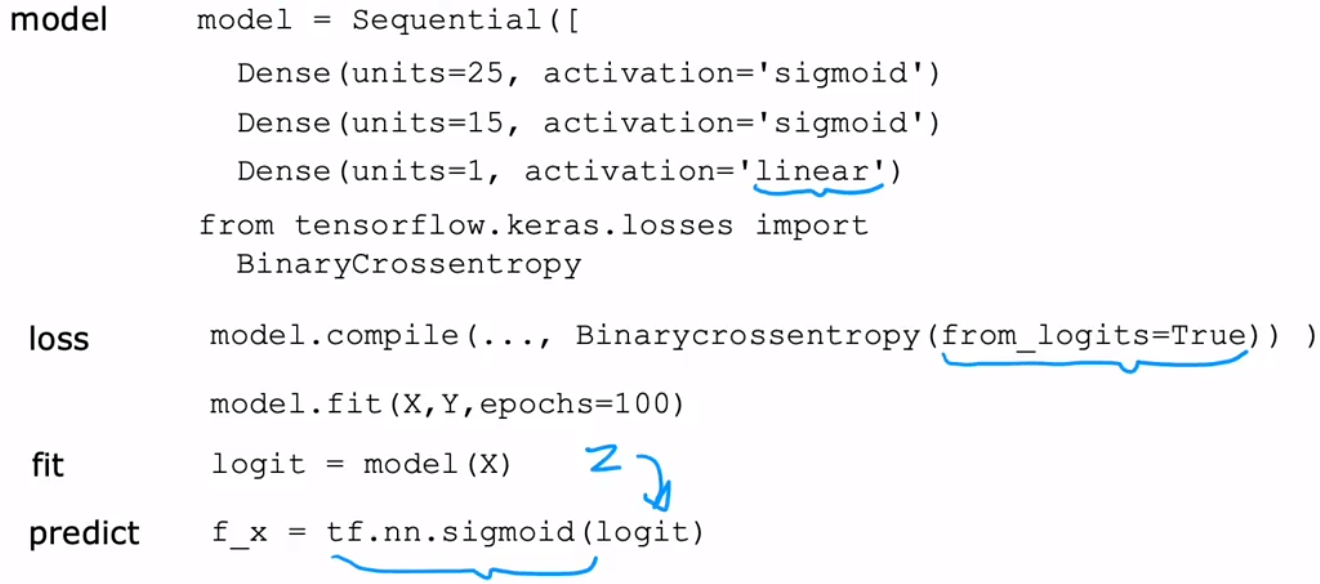 model model = Sequential([
Dense(units=25, activation='sigmoid')
Dense(units=15, activation='sigmoid')
Dense(units=1, activation='linear')
from tensorflow.keras.losses import
BinaryCrossentropy
loss model.compile(..., Binarycrossentropy(from_logits=True)) )
model.fit(X,Y,epochs=100)
fit logit = model(X) z
predict f_x = tf.nn.sigmoid(logit)